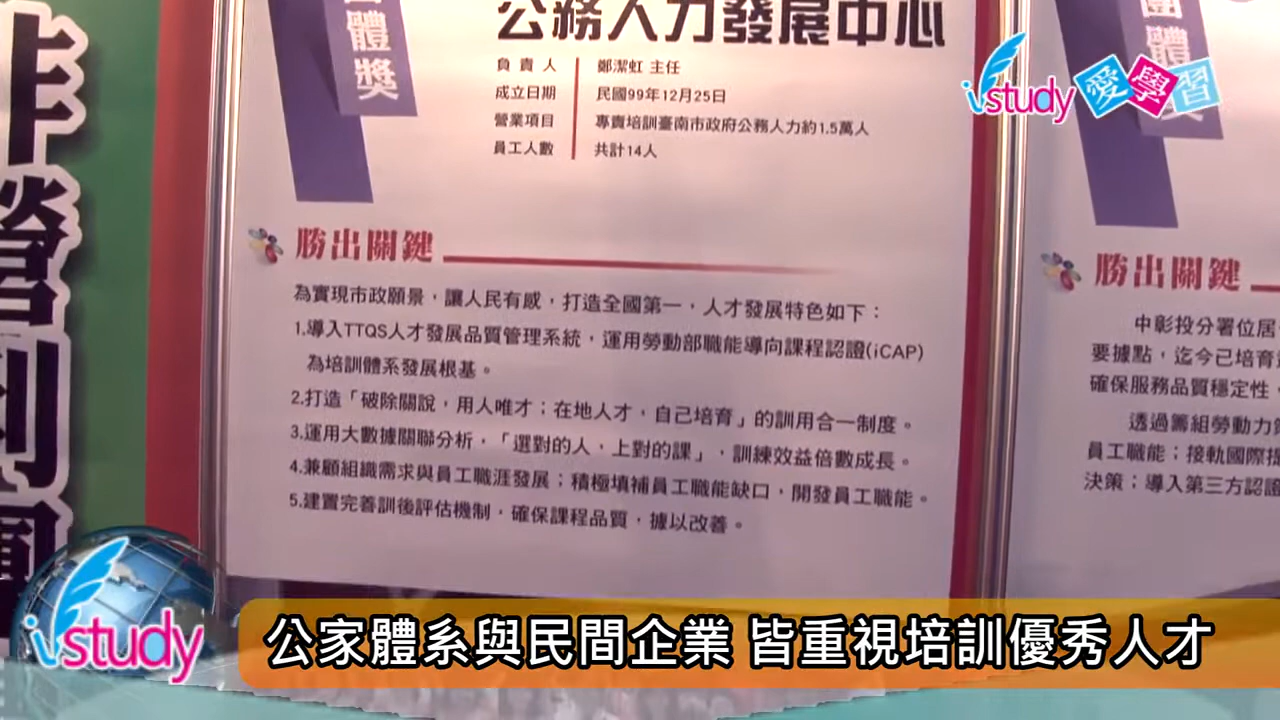 團體獎
公務人力發展中心
負責人 鄭潔虹 主任
成立日期 民國99年12月25日
營業項目 專責培訓臺南市政府公務人力約1.5萬人
員工人數 共計14人
勝出關鍵
為實現市政願景，讓人民有感，打造全國第一，人才發展特色如下：
1.導入TTQS人才發展品質管理系統，運用勞動部職能導向課程認證(iCAP)
為培訓體系發展根基。
2.打造「破除關說，用人唯才；在地人才，自己培育」的訓用合一制度。
3.運用大數據關聯分析，「選對的人，上對的課」，訓練效益倍數成長。
4.兼顧組織需求與員工職涯發展；積極填補員工職能缺口，開發員工職能。
5.建置完善訓後評估機制，確保課程品質，據以改善。
非營利
團體獎
istudy 愛學習
勝出關鍵
中彰投分署位居
要據點，迄今已培育
確保服務品質穩定性，
透過籌組勞動力
員工職能；接軌國際
決策；導入第三方認證
istudy
公家體系與民間企業 皆重視培訓優秀人才